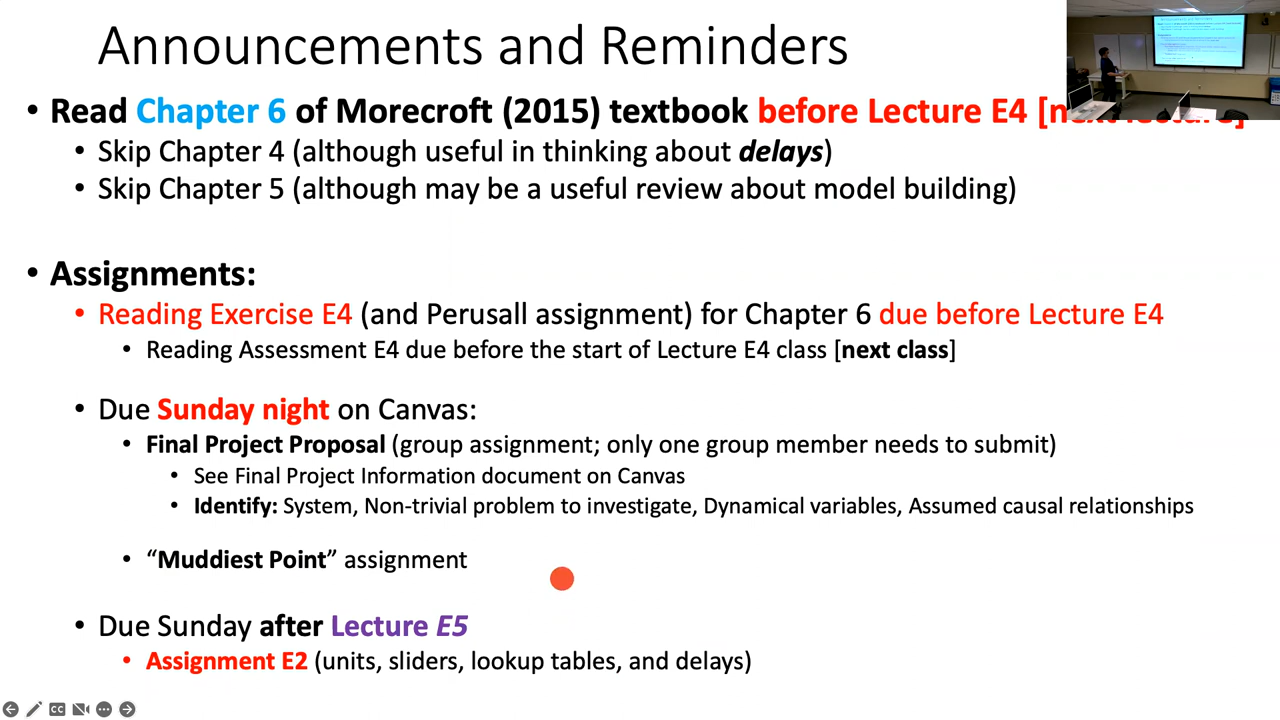 Announcements and Reminders
• Read Chapter 6 of Morecroft (2015) textbook before Lecture E4 [next lecture]
• Skip Chapter 4 (although useful in thinking about delays)
• Skip Chapter 5 (although may be a useful review about model building)
• Assignments:
• Reading Exercise E4 (and Perusall assignment) for Chapter 6 due before Lecture E4
• Reading Assessment E4 due before the start of Lecture E4 class [next class]
• Due Sunday night on Canvas:
• Final Project Proposal (group assignment; only one group member needs to submit)
• See Final Project Information document on Canvas
• Identify: System, Non-trivial problem to investigate, Dynamical variables, Assumed causal relationships
• “Muddiest Point” assignment
• Due Sunday after Lecture E5
• Assignment E2 (units, sliders, lookup tables, and delays)
CC